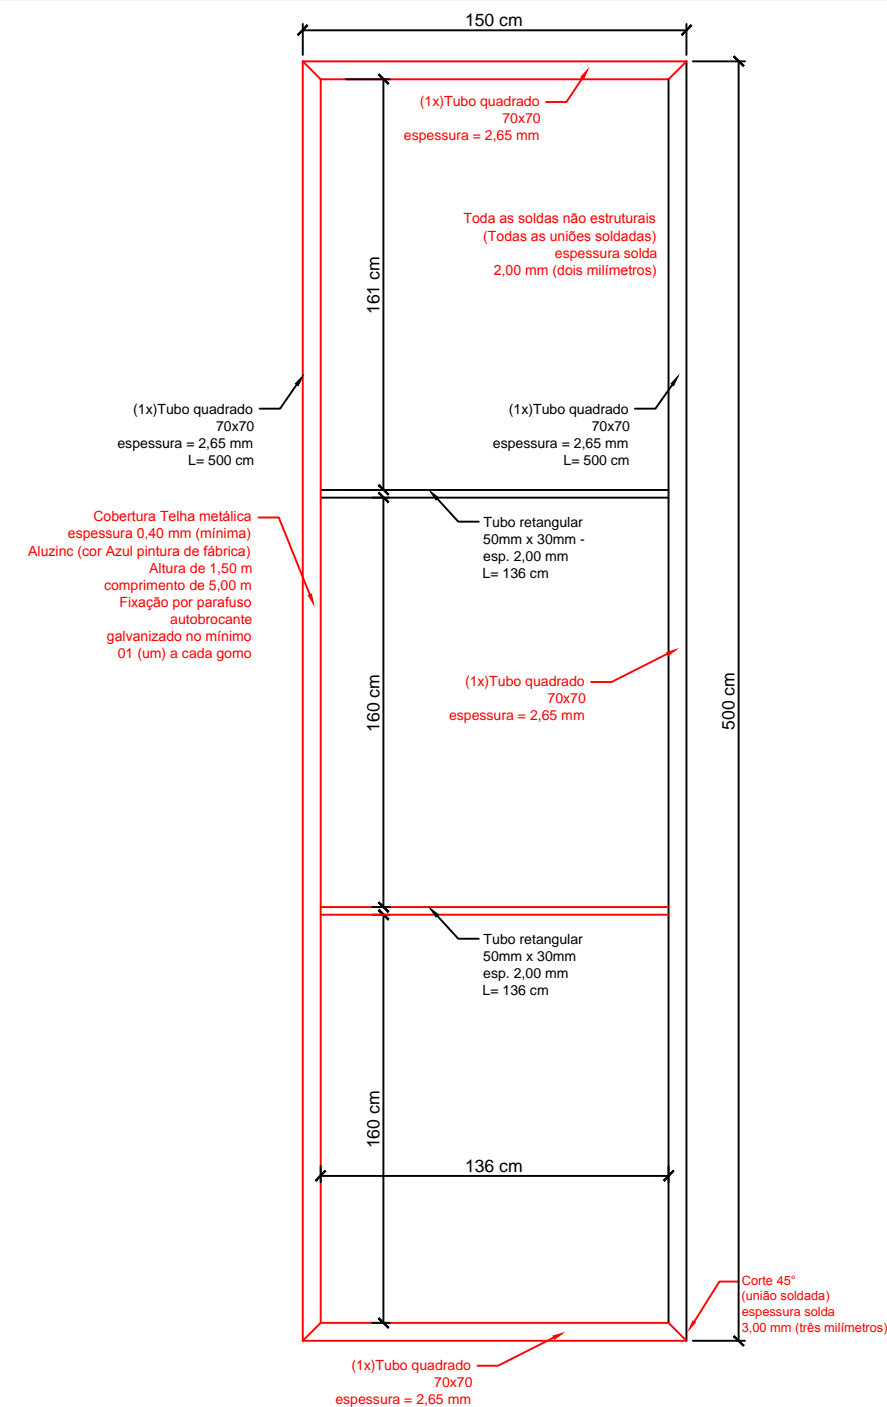 150 cm
(1x)Tubo quadrado
70x70
espessura = 2,65 mm
Toda as soldas não estruturais
(Todas as uniões soldadas)
espessura solda
2,00 mm (dois milímetros)
161 cm
(1x)Tubo quadrado
70x70
espessura = 2,65 mm
L= 500 cm
(1x)Tubo quadrado
70x70
espessura = 2,65 mm
L= 500 cm
Cobertura Telha metálica
espessura 0,40 mm (mínima)
Aluzinc (cor Azul pintura de fábrica)
Altura de 1,50 m
comprimento de 5,00 m
Fixação por parafuso
autobrocante
galvanizado no mínimo
01 (um) a cada gomo
Tubo retangular
50mm x 30mm -
esp. 2,00 mm
L= 136 cm
160 cm
(1x)Tubo quadrado
70x70
espessura = 2,65 mm
500 cm
Tubo retangular
50mm x 30mm
esp. 2,00 mm
L= 136 cm
160 cm
136 cm
Corte 45°
(união soldada)
espessura solda
3,00 mm (três milímetros)
(1x)Tubo quadrado
70x70
espessura = 2,65 mm